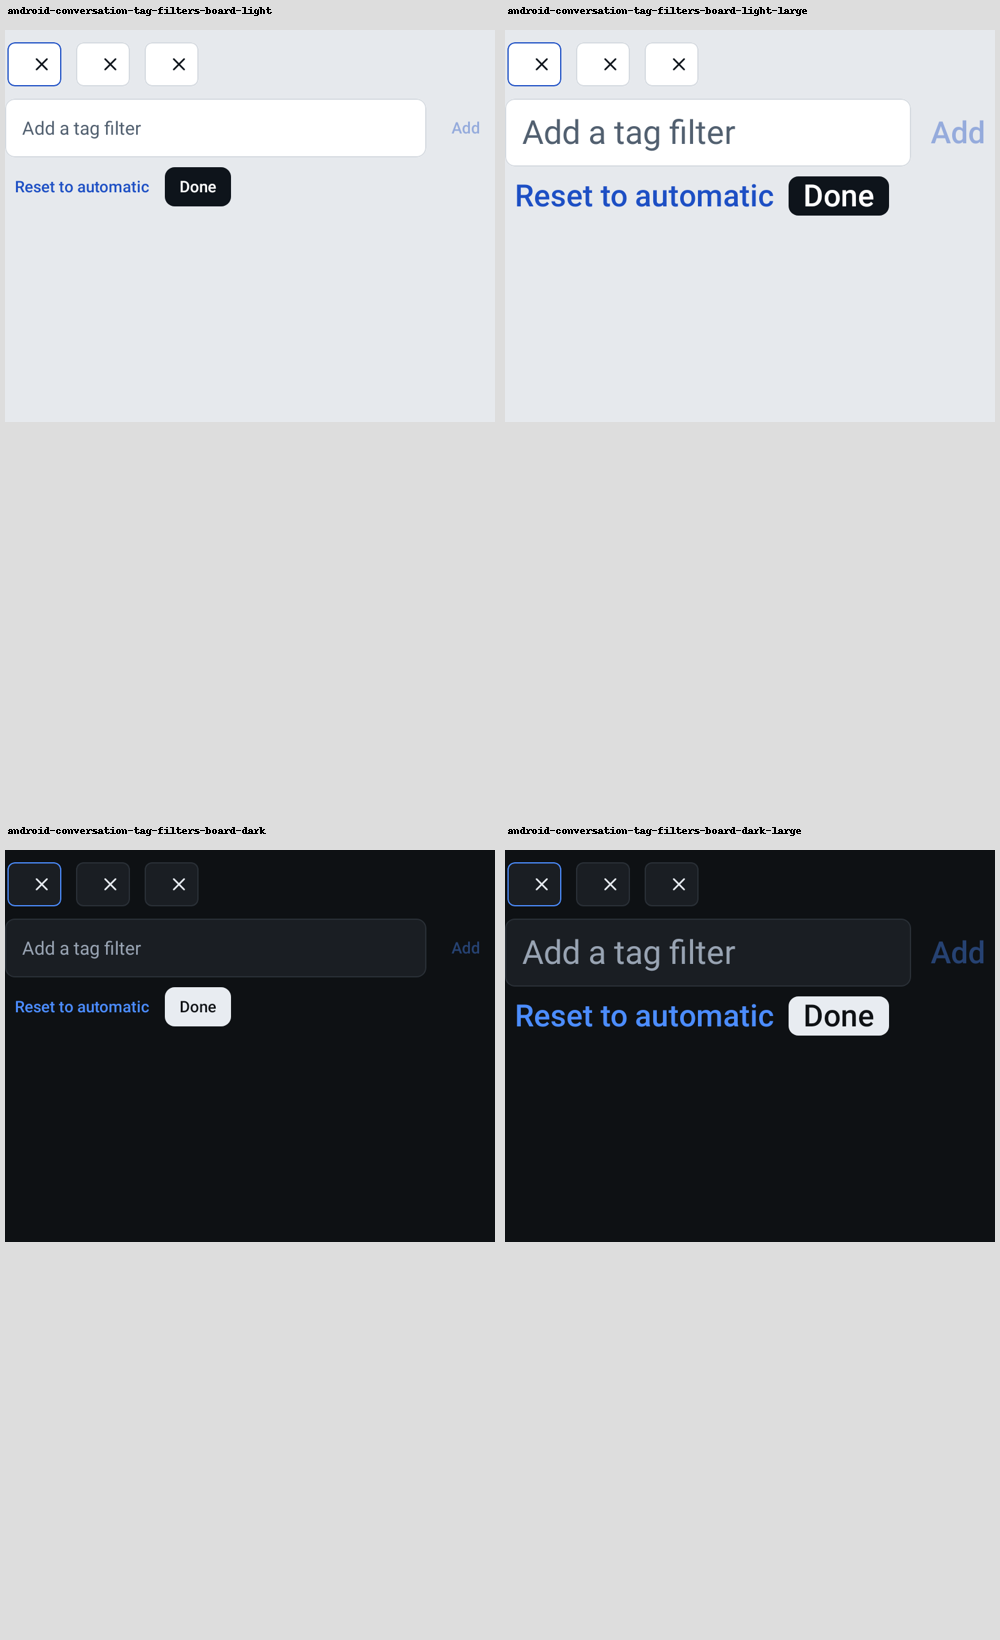 android-conversation-tag-filters-board-light
Add a tag filter Add
Reset to automatic Done
android-conversation-tag-filters-board-light-large
Add a tag filter Add
Reset to automatic Done
android-conversation-tag-filters-board-dark
Add a tag filter Add
Reset to automatic Done
android-conversation-tag-filters-board-dark-large
Add a tag filter Add
Reset to automatic Done